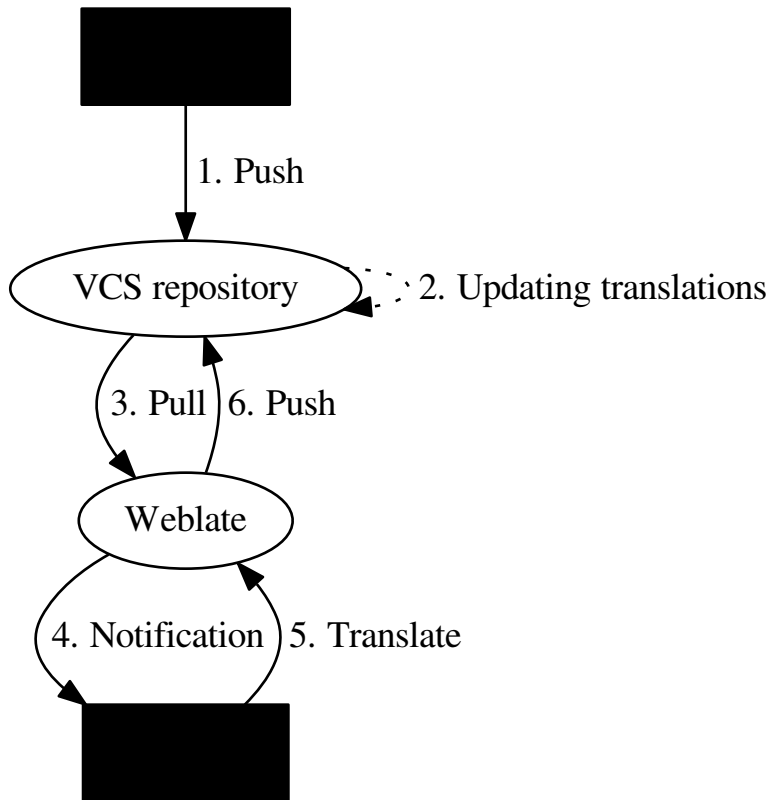 1. Push
VCS repository
2. Updating translations
3. Pull
6. Push
Weblate
4. Notification
5. Translate